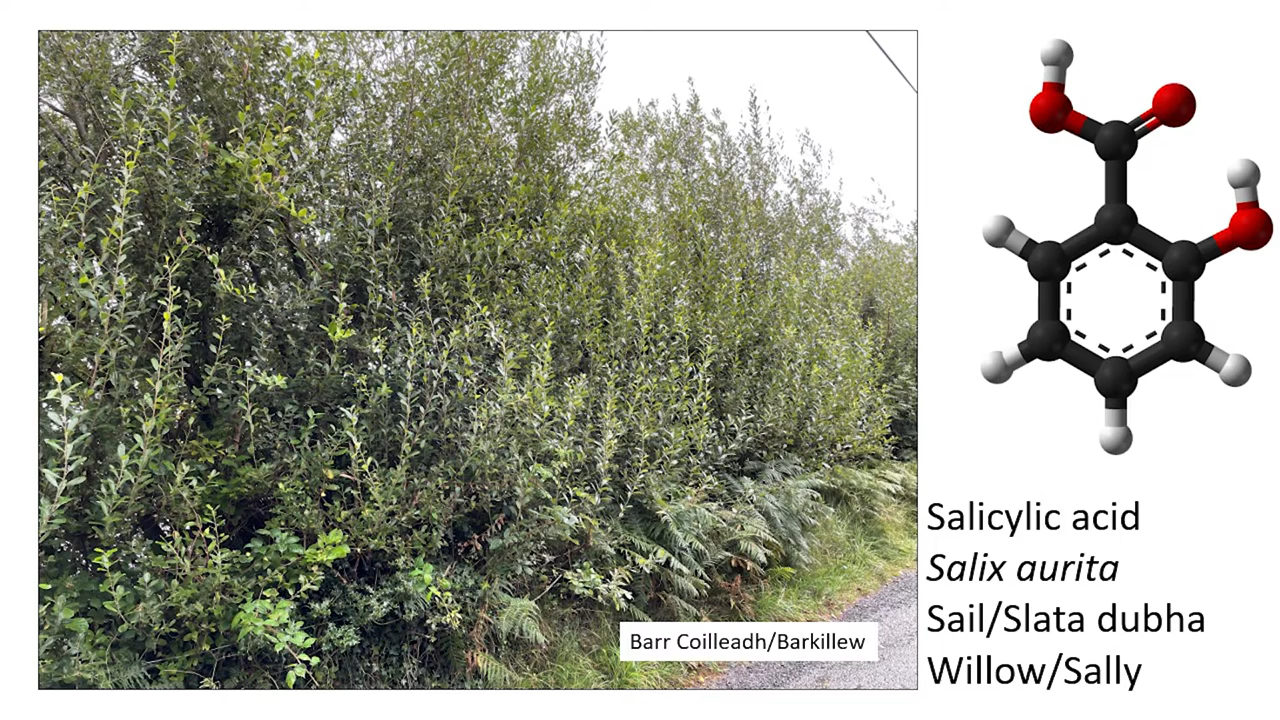 Barr Coilleadh/Barkillew
Salicylic acid
Salix aurita
Sail/Slata dubha
Willow/Sally